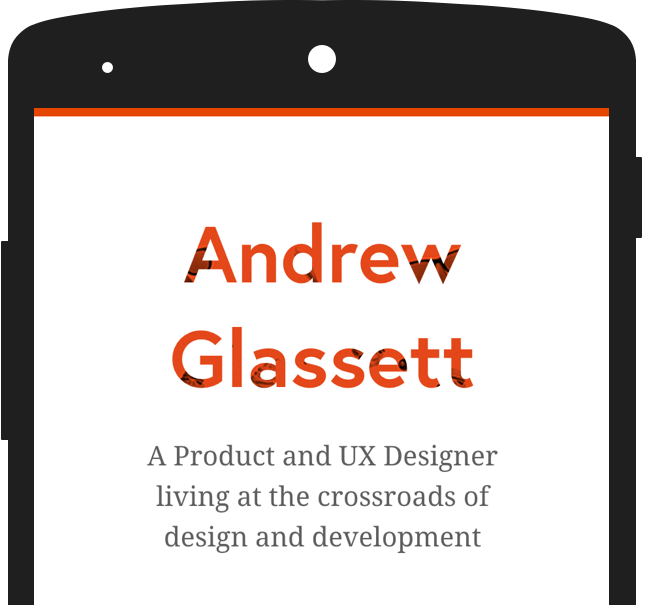 Andrew
Glassett
A Product and UX Designer
living at the crossroads of
design and development